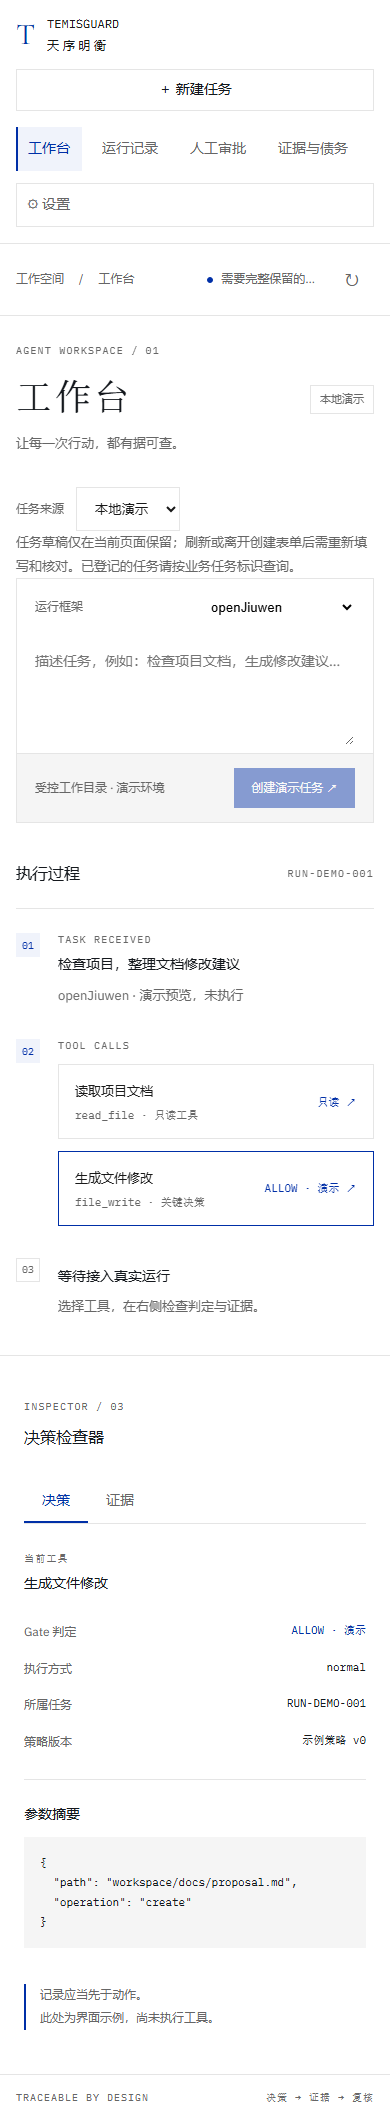 T
TEMISGUARD
天序明衡
+ 新建任务
工作台 运行记录 人工审批 证据与债务
⚙ 设置
工作空间 / 工作台 需要完整保留的... ↻
AGENT WORKSPACE / 01
工作台
本地演示
让每一次行动，都有据可查。
任务来源 本地演示
任务草稿仅在当前页面保留；刷新或离开创建表单后需重新填
写和核对。已登记的任务请按业务任务标识查询。
运行框架 openJiuwen
描述任务，例如：检查项目文档，生成修改建议...
受控工作目录 · 演示环境 创建演示任务 ↗
执行过程 RUN-DEMO-001
01 TASK RECEIVED
检查项目，整理文档修改建议
openJiuwen · 演示预览，未执行
02 TOOL CALLS
读取项目文档
read_file · 只读工具
只读 ↗
生成文件修改
file_write · 关键决策
ALLOW · 演示 ↗
03 等待接入真实运行
选择工具，在右侧检查判定与证据。
INSPECTOR / 03
决策检查器
决策 证据
当前工具
生成文件修改
Gate 判定 ALLOW · 演示
执行方式 normal
所属任务 RUN-DEMO-001
策略版本 示例策略 v0
参数摘要
{
"path": "workspace/docs/proposal.md",
"operation": "create"
}
记录应当先于动作。
此处为界面示例，尚未执行工具。
TRACEABLE BY DESIGN 决策 → 证据 → 复核